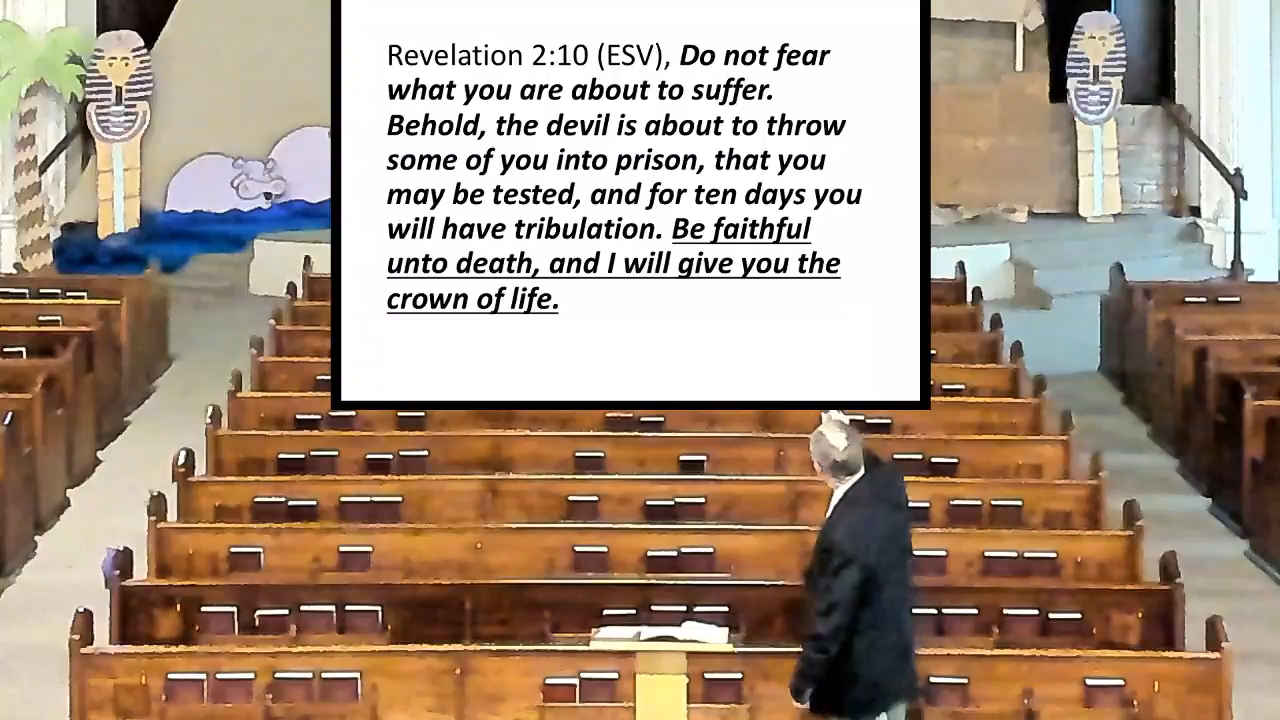 Revelation 2:10 (ESV), Do not fear
what you are about to suffer.
Behold, the devil is about to throw
some of you into prison, that you
may be tested, and for ten days you
will have tribulation. Be faithful
unto death, and I will give you the
crown of life.